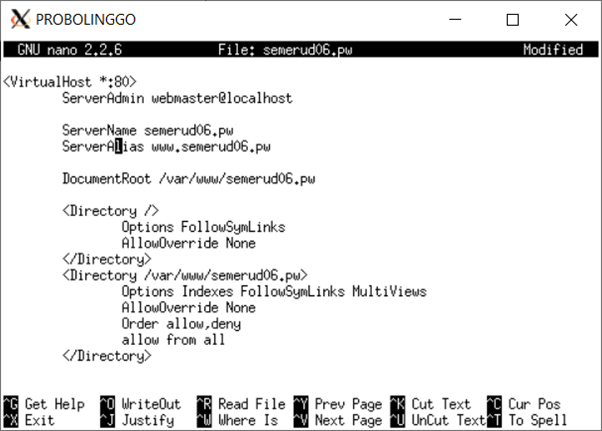 PROBOLINGGO
GNU nano 2.2.6 File: semerud06.pw Modified
<VirtualHost *:80>
ServerAdmin webmaster@localhost
ServerName semerud06.pw
ServerAlias www.semerud06.pw
DocumentRoot /var/www/semerud06.pw
<Directory />
Options FollowSymLinks
AllowOverride None
</Directory>
<Directory /var/www/semerud06.pw>
Options Indexes FollowSymLinks MultiViews
AllowOverride None
Order allow,deny
allow from all
</Directory>
^G Get Help ^O WriteOut ^R Read File ^Y Prev Page ^K Cut Text ^C Cur Pos
^X Exit ^J Justify ^W Where Is ^V Next Page ^U UnCut Text ^T To Spell